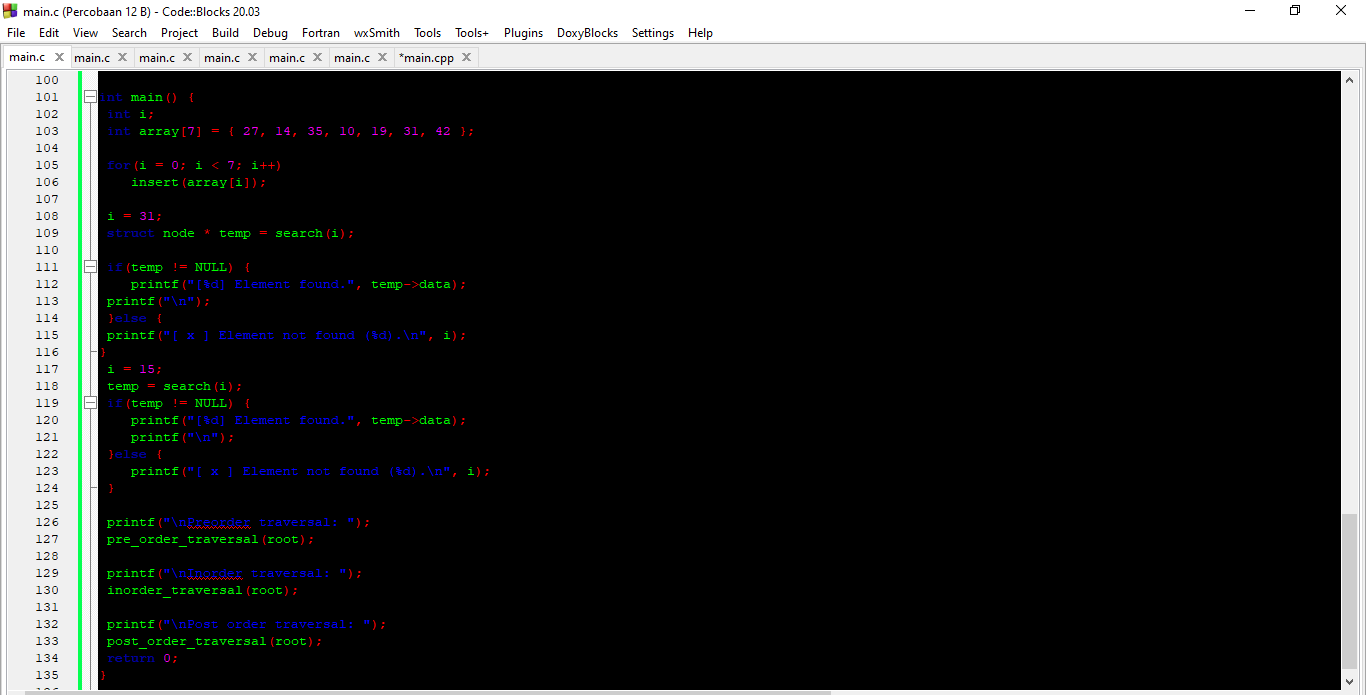 main.c (Percobaan 12 B) - Code::Blocks 20.03
File Edit View Search Project Build Debug Fortran wxSmith Tools Tools+ Plugins DoxyBlocks Settings Help
main.c main.c main.c main.c main.c main.c *main.cpp
100
101 int main() {
102 int i;
103 int array[7] = { 27, 14, 35, 10, 19, 31, 42 };
104
105 for(i = 0; i < 7; i++)
106 insert(array[i]);
107
108 i = 31;
109 struct node * temp = search(i);
110
111 if(temp != NULL) {
112 printf("[%d] Element found.", temp->data);
113 printf("\n");
114 }else {
115 printf("[ x ] Element not found (%d).\n", i);
116 }
117 i = 15;
118 temp = search(i);
119 if(temp != NULL) {
120 printf("[%d] Element found.", temp->data);
121 printf("\n");
122 }else {
123 printf("[ x ] Element not found (%d).\n", i);
124 }
125
126 printf("\nPreorder traversal: ");
127 pre_order_traversal(root);
128
129 printf("\nInorder traversal: ");
130 inorder_traversal(root);
131
132 printf("\nPost order traversal: ");
133 post_order_traversal(root);
134 return 0;
135 }